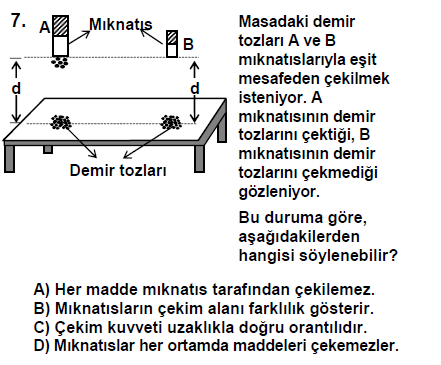 7.
A Mıknatıs B
d d
Demir tozları
Masadaki demir
tozları A ve B
mıknatıslarıyla eşit
mesafeden çekilmek
isteniyor. A
mıknatısının demir
tozlarını çektiği, B
mıknatısının demir
tozlarını çekmediği
gözleniyor.
Bu duruma göre,
aşağıdakilerden
hangisi söylenebilir?
A) Her madde mıknatıs tarafından çekilemez.
B) Mıknatısların çekim alanı farklılık gösterir.
C) Çekim kuvveti uzaklıkla doğru orantılıdır.
D) Mıknatıslar her ortamda maddeleri çekemezler.